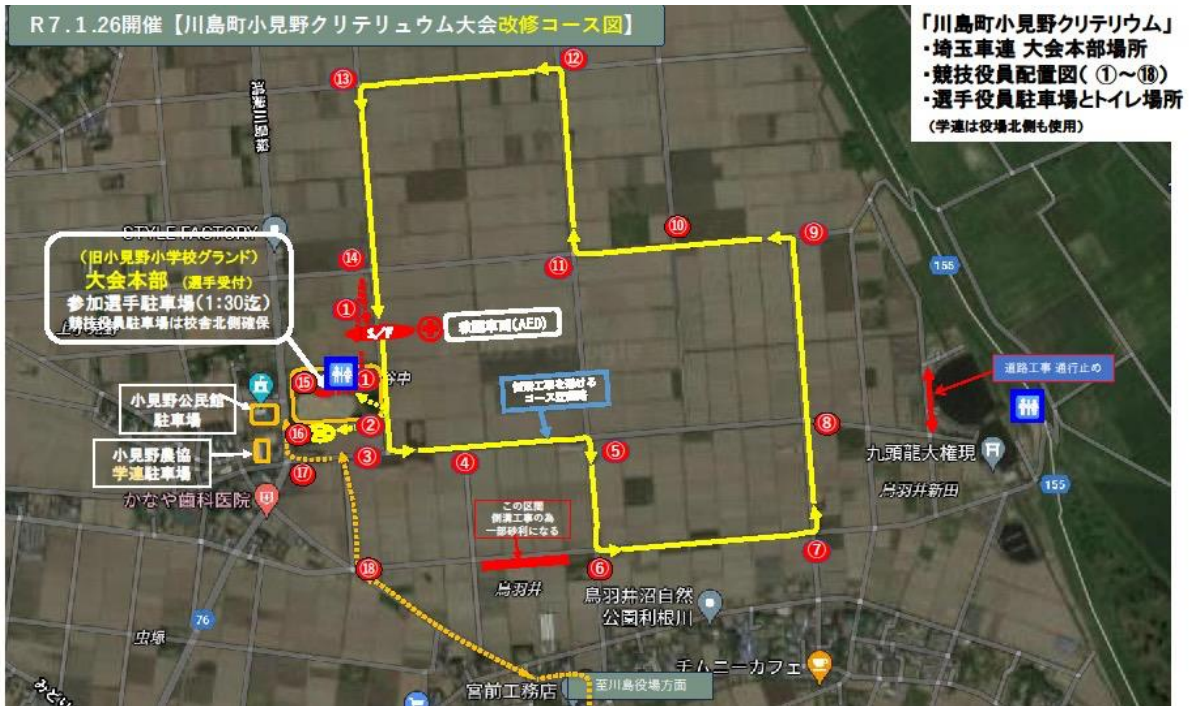 R７.１.26開催【川島町小見野クリテリュウム大会改修コース図】
「川島町小見野クリテリウム」
・埼玉車連 大会本部場所
・競技役員配置図( ①～⑱)
・選手役員駐車場とトイレ場所
(学連は役場北側も使用)
⑫
⑬
STYLE FACTORY
（旧小見野小学校グランド）
大会本部 （選手受付）
参加選手駐車場(1:30迄)
競技役員駐車場は校舎北側確保
⑭
⑩
⑨
⑪
155
①
S／F
救護車両(AED)
道路工事 通行止め
⑮
①
谷中
側溝工事を避ける
コース迂回路
小見野公民館
駐車場
⑯
②
⑧
⑤
④
③
⑰
小見野農協
学連駐車場
九頭龍大権現
鳥羽井新田
155
かなや歯科医院
この区間
側溝工事の為
一部砂利になる
⑦
⑥
⑱
鳥羽井
鳥羽井沼自然
公園利根川
76
虫塚
チムニーカフェ
宮前工務店
至川島役場方面